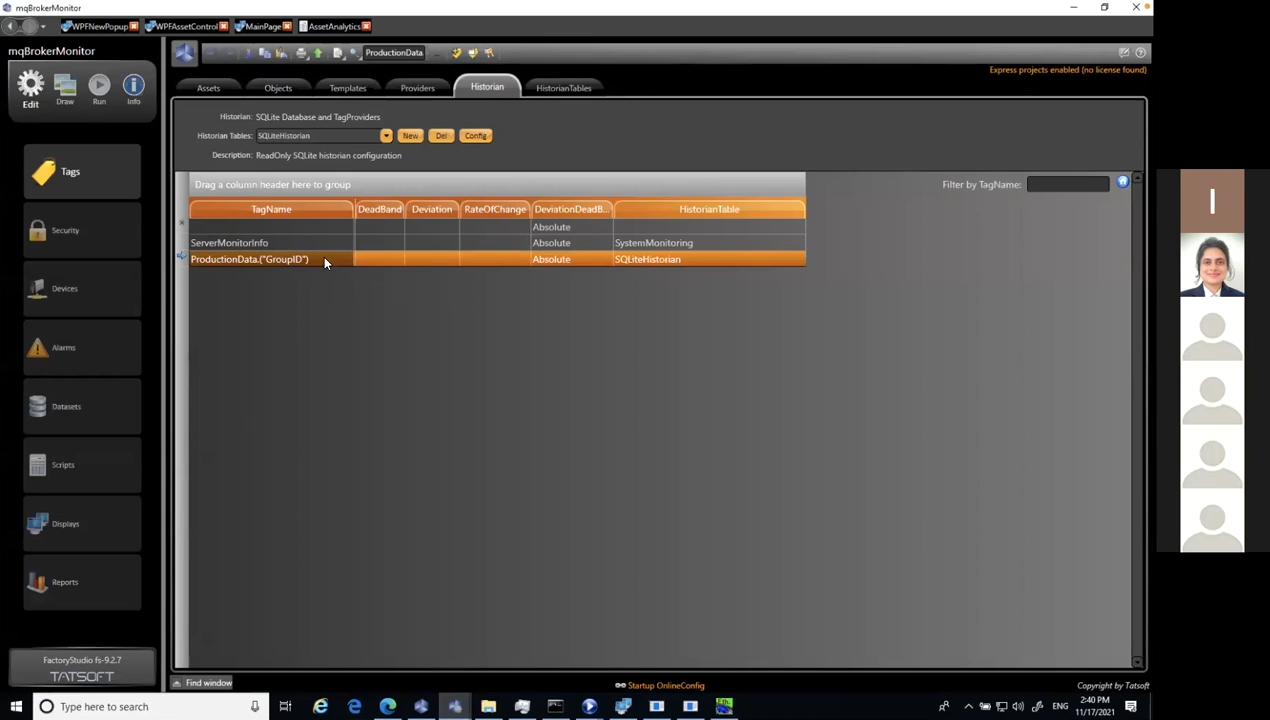 mqBrokerMonitor
WPFNewPopup WPFAssetControl MainPage AssetAnalytics
mqBrokerMonitor
Edit Draw Run Info
ProductionData
Express projects enabled (no license found)
Assets Objects Templates Providers Historian HistorianTables
Historian: SQLite Database and TagProviders
Historian Tables: SQLiteHistorian New Del Config
Description: ReadOnly SQlite historian configuration
Drag a column header here to group
Filter by TagName:
TagName DeadBand Deviation RateOfChange DeviationDeadB... HistorianTable
Absolute
ServerMonitorInfo Absolute SystemMonitoring
ProductionData.("GroupID") Absolute SQLiteHistorian
Tags
Security
Devices
Alarms
Datasets
Scripts
Displays
Reports
FactoryStudio fs-9.2.7
TATSOFT
Find window
Startup OnlineConfig
Copyright by Tatsoft
I
Type here to search
ENG
2:40 PM
11/17/2021